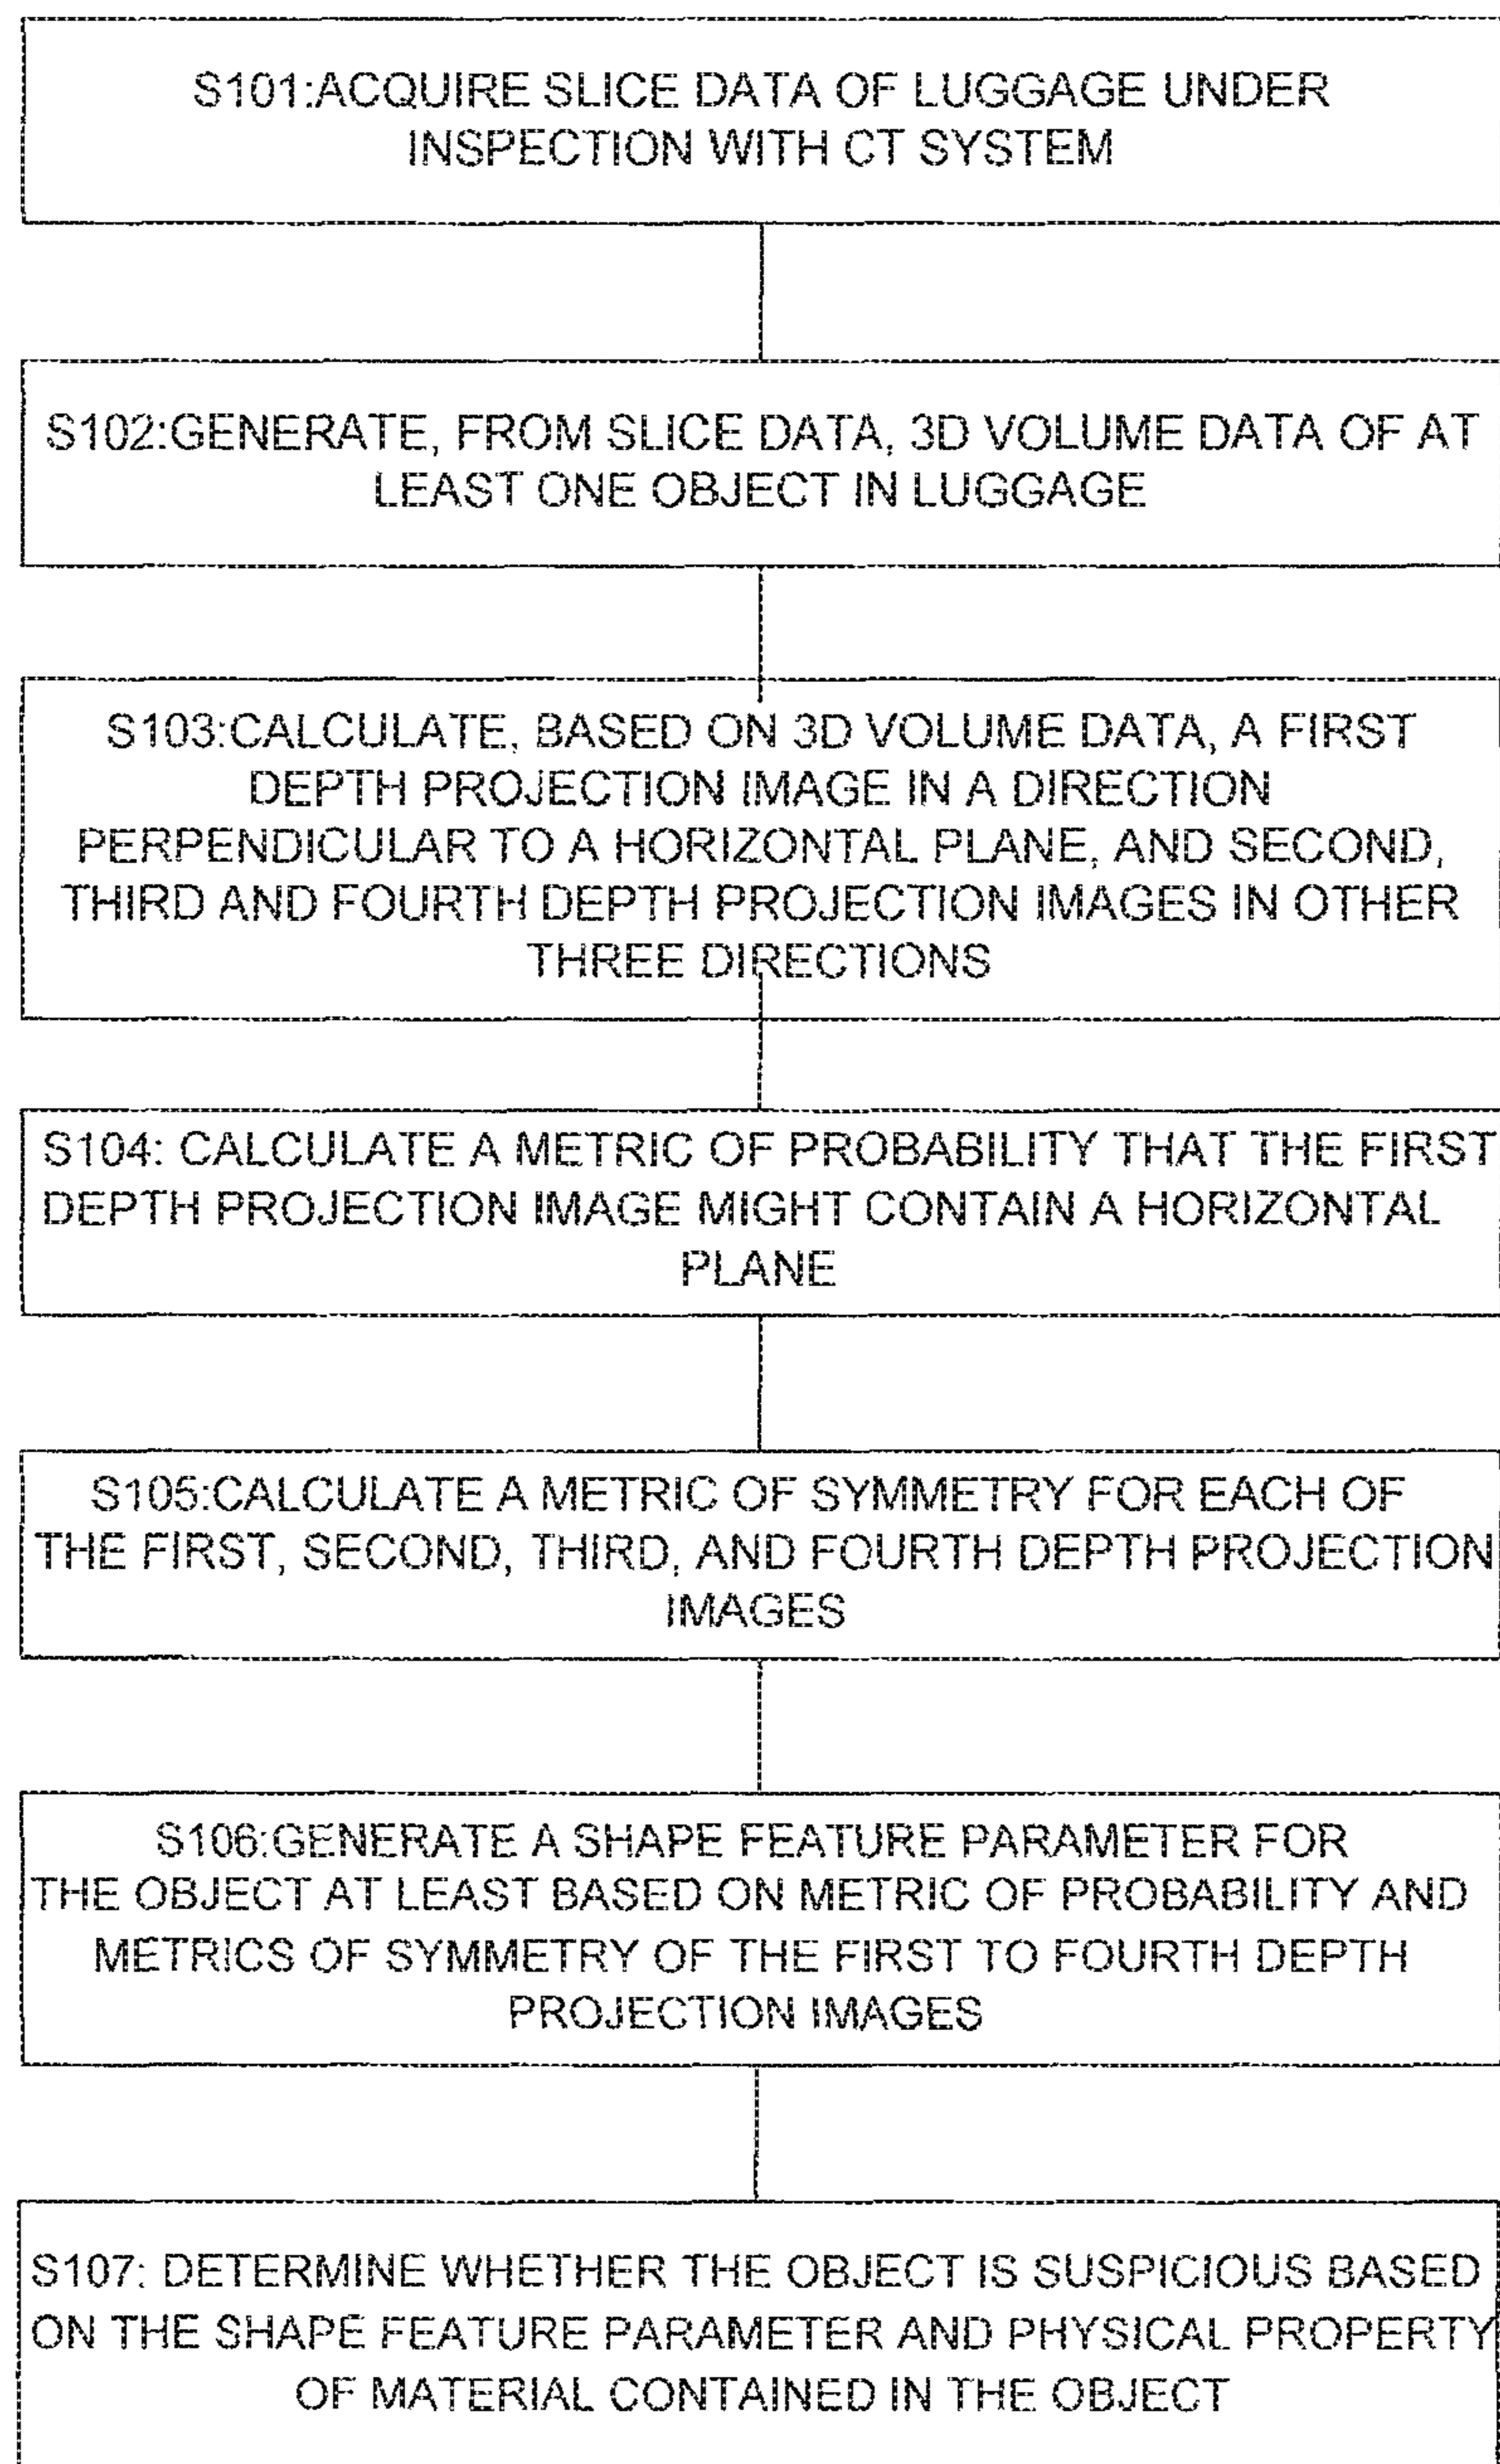 S101:ACQUIRE SLICE DATA OF LUGGAGE UNDER
INSPECTION WITH CT SYSTEM
S102:GENERATE, FROM SLICE DATA, 3D VOLUME DATA OF AT
LEAST ONE OBJECT IN LUGGAGE
S103:CALCULATE, BASED ON 3D VOLUME DATA, A FIRST
DEPTH PROJECTION IMAGE IN A DIRECTION
PERPENDICULAR TO A HORIZONTAL PLANE, AND SECOND,
THIRD AND FOURTH DEPTH PROJECTION IMAGES IN OTHER
THREE DIRECTIONS
S104: CALCULATE A METRIC OF PROBABILITY THAT THE FIRST
DEPTH PROJECTION IMAGE MIGHT CONTAIN A HORIZONTAL
PLANE
S105:CALCULATE A METRIC OF SYMMETRY FOR EACH OF
THE FIRST, SECOND, THIRD, AND FOURTH DEPTH PROJECTION
IMAGES
S106:GENERATE A SHAPE FEATURE PARAMETER FOR
THE OBJECT AT LEAST BASED ON METRIC OF PROBABILITY AND
METRICS OF SYMMETRY OF THE FIRST TO FOURTH DEPTH
PROJECTION IMAGES
S107: DETERMINE WHETHER THE OBJECT IS SUSPICIOUS BASED
ON THE SHAPE FEATURE PARAMETER AND PHYSICAL PROPERTY
OF MATERIAL CONTAINED IN THE OBJECT